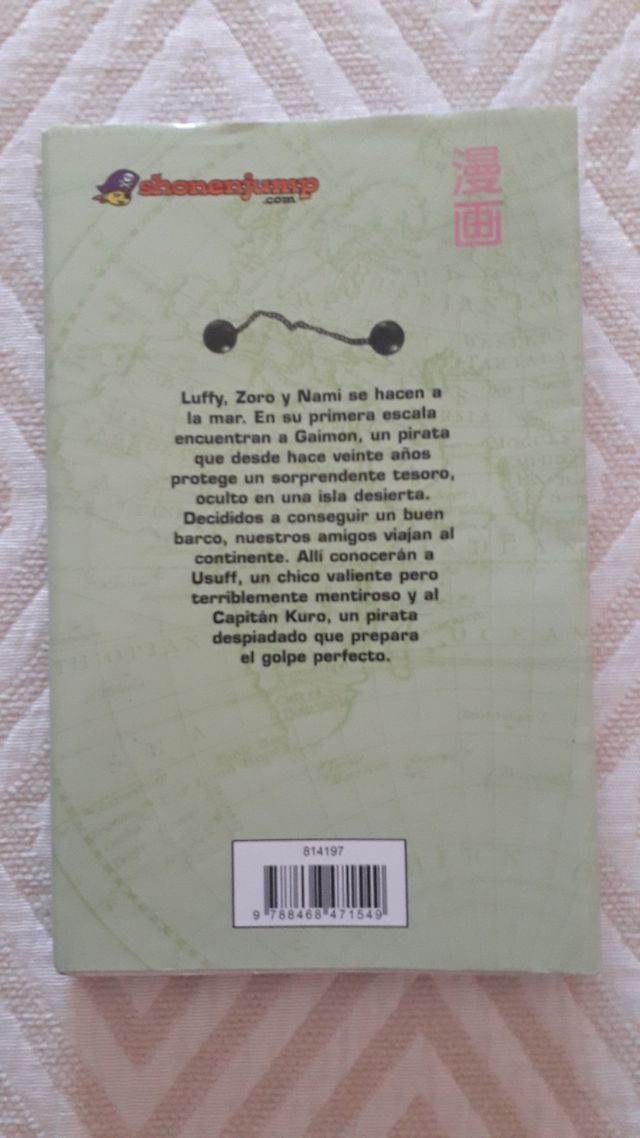 shonenjump
.com
漫
画
Luffy, Zoro y Nami se hacen a
la mar. En su primera escala
encuentran a Gaimon, un pirata
que desde hace veinte años
protege un sorprendente tesoro,
oculto en una isla desierta.
Decididos a conseguir un buen
barco, nuestros amigos viajan al
continente. Allí conocerán a
Usuff, un chico valiente pero
terriblemente mentiroso y al
Capitán Kuro, un pirata
despiadado que prepara
el golpe perfecto.
814197
9 788468 471549